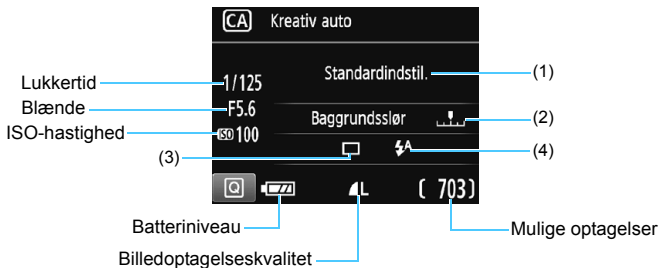 CA Kreativ auto
Standardindstil. (1)
Lukkertid 1/125
Blænde F5.6
Baggrundsslør (2)
ISO-hastighed ISO 100
(3) A (4)
Q L ( 703)
Batteriniveau
Mulige optagelser
Billedoptagelseskvalitet